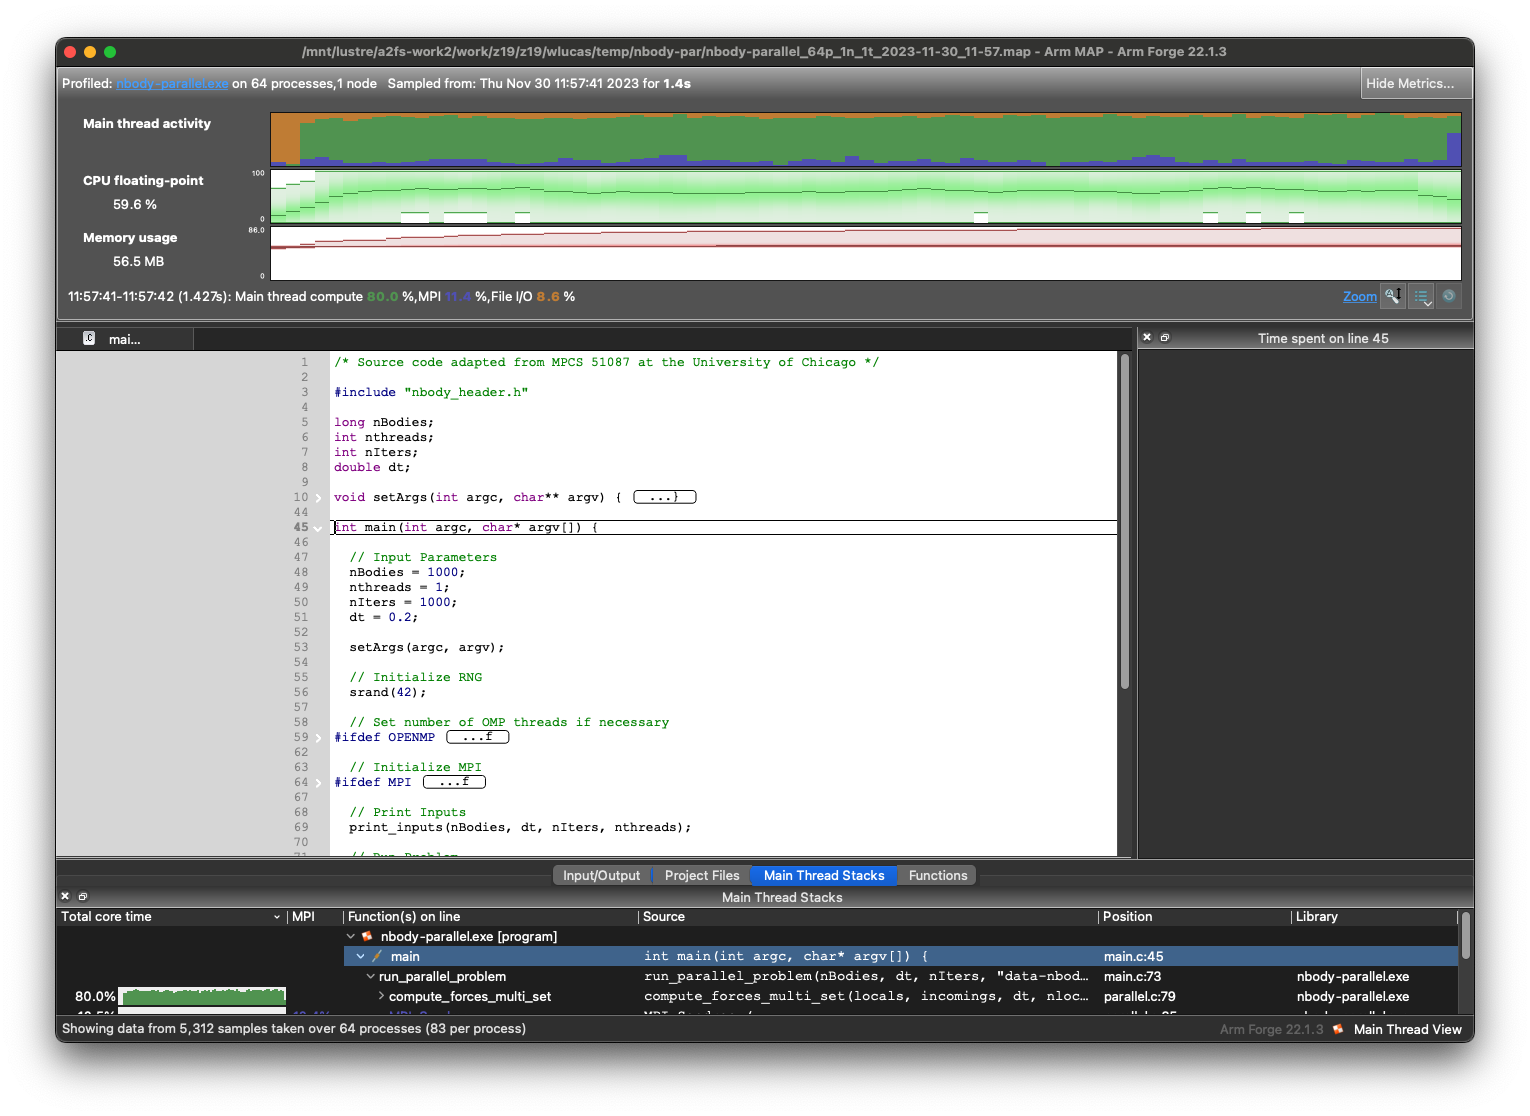 /mnt/lustre/a2fs-work2/work/z19/z19/wlucas/temp/nbody-par/nbody-parallel_64p_1n_1t_2023-11-30_11-57.map - Arm MAP - Arm Forge 22.1.3
Profiled: nbody-parallel.exe on 64 processes,1 node Sampled from: Thu Nov 30 11:57:41 2023 for 1.4s
Hide Metrics...
Main thread activity
CPU floating-point
59.6 %
100
0
Memory usage
56.5 MB
86.0
0
11:57:41-11:57:42 (1.427s): Main thread compute 80.0 %,MPI 11.4 %,File I/O 8.6 %
Zoom
mai...
Time spent on line 45
1 /* Source code adapted from MPCS 51087 at the University of Chicago */
2
3 #include "nbody_header.h"
4
5 long nBodies;
6 int nthreads;
7 int nIters;
8 double dt;
9
10 void setArgs(int argc, char** argv) { ...}
44
45 int main(int argc, char* argv[]) {
46
47 // Input Parameters
48 nBodies = 1000;
49 nthreads = 1;
50 nIters = 1000;
51 dt = 0.2;
52
53 setArgs(argc, argv);
54
55 // Initialize RNG
56 srand(42);
57
58 // Set number of OMP threads if necessary
59 #ifdef OPENMP ...f
62
63 // Initialize MPI
64 #ifdef MPI ...f
67
68 // Print Inputs
69 print_inputs(nBodies, dt, nIters, nthreads);
70
71 // Run Problem
Input/Output Project Files Main Thread Stacks Functions
Main Thread Stacks
Total core time MPI Function(s) on line Source Position Library
nbody-parallel.exe [program]
main int main(int argc, char* argv[]) { main.c:45
run_parallel_problem run_parallel_problem(nBodies, dt, nIters, "data-nbod... main.c:73 nbody-parallel.exe
80.0% compute_forces_multi_set compute_forces_multi_set(locals, incomings, dt, nloc... parallel.c:79 nbody-parallel.exe
Showing data from 5,312 samples taken over 64 processes (83 per process)
Arm Forge 22.1.3 Main Thread View